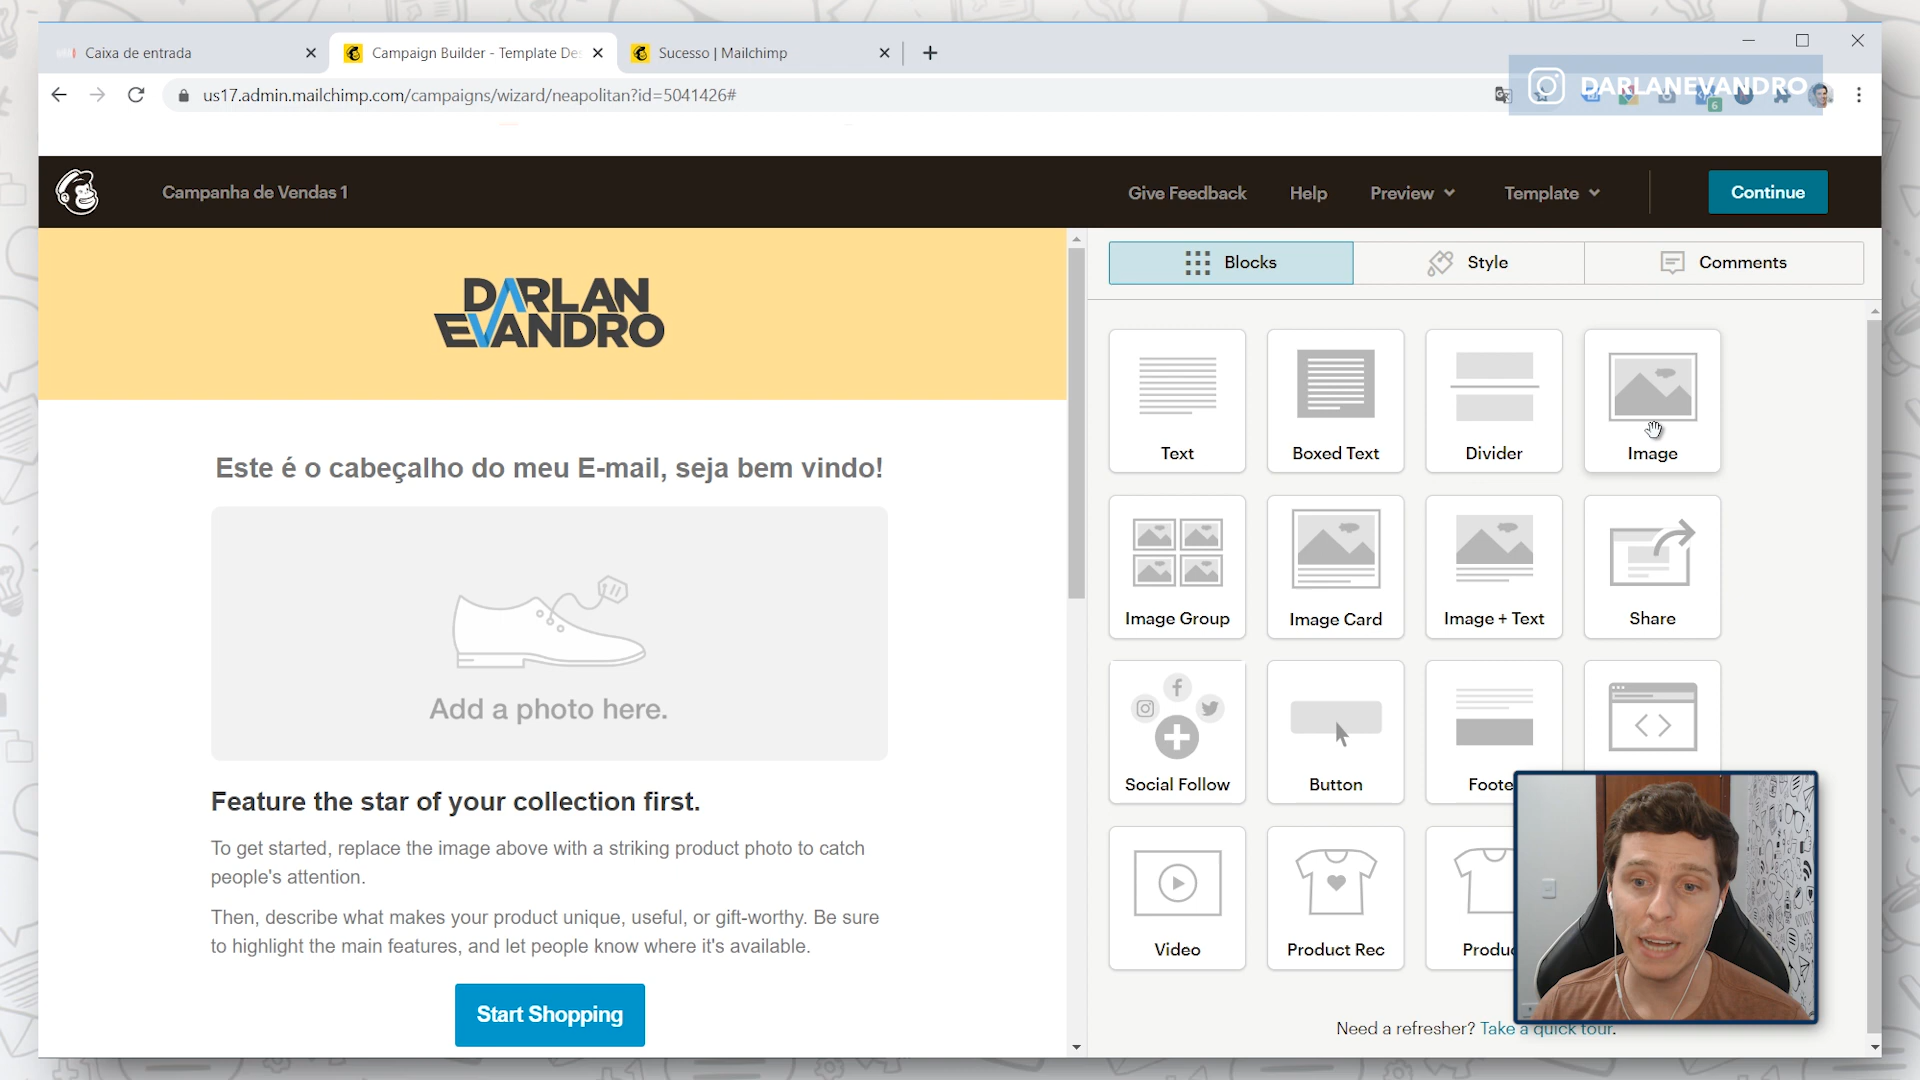 Caixa de entrada
Campaign Builder - Template De
Sucesso | Mailchimp
us17.admin.mailchimp.com/campaigns/wizard/neapolitan?id=5041426#
DARLANEVANDRO
6
Campanha de Vendas 1
Give Feedback
Help
Preview
Template
Continue
DARLAN
EVANDRO
Blocks
Style
Comments
Este é o cabeçalho do meu E-mail, seja bem vindo!
Add a photo here.
Feature the star of your collection first.
To get started, replace the image above with a striking product photo to catch
people's attention.
Then, describe what makes your product unique, useful, or gift-worthy. Be sure
to highlight the main features, and let people know where it's available.
Start Shopping
Text
Boxed Text
Divider
Image
Image Group
Image Card
Image + Text
Share
Social Follow
Button
Foote
Video
Product Rec
Produc
Need a refresher? Take a quick tour.